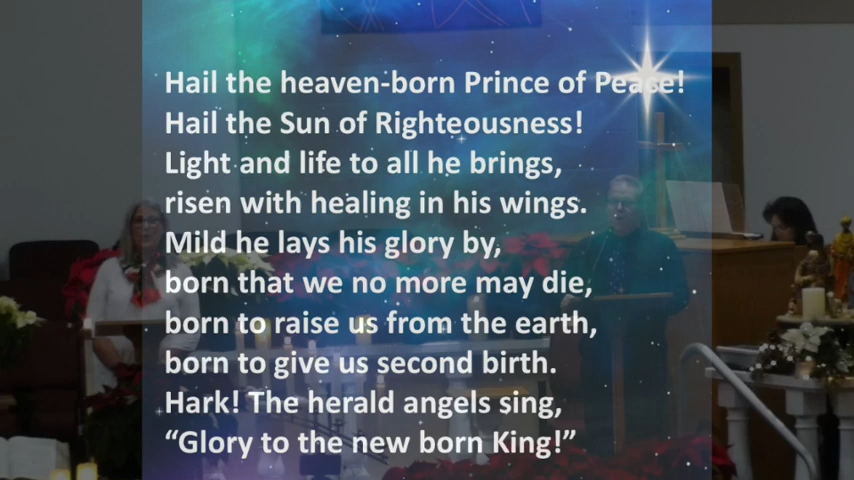 Hail the heaven-born Prince of Peace!
Hail the Sun of Righteousness!
Light and life to all he brings,
risen with healing in his wings.
Mild he lays his glory by,
born that we no more may die,
born to raise us from the earth,
born to give us second birth.
Hark! The herald angels sing,
“Glory to the new born King!”